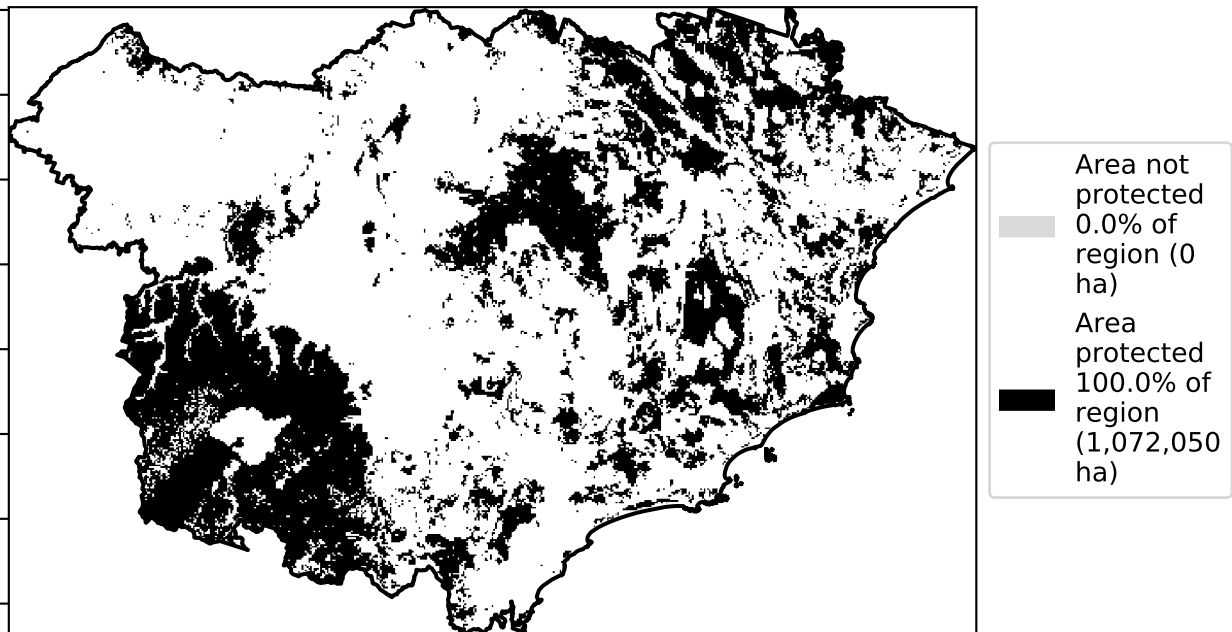 Area not
protected
0.0% of
region (0
ha)
Area
protected
100.0% of
region
(1,072,050
ha)